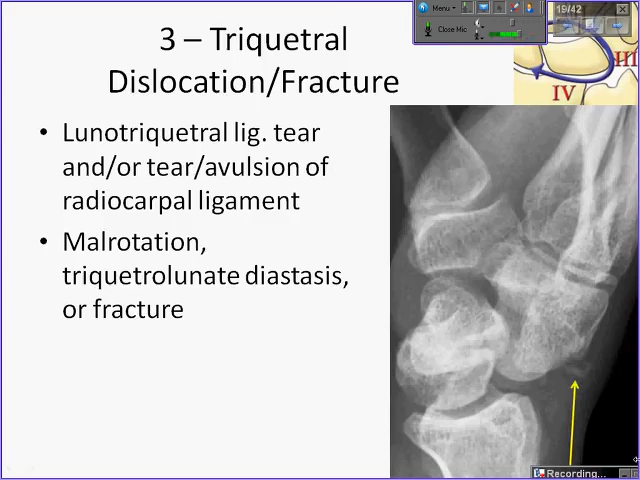 Menu
19/42
Close Mic
3 – Triquetral
Dislocation/Fracture
III
IV
• Lunotriquetral lig. tear
and/or tear/avulsion of
radiocarpal ligament
• Malrotation,
triquetrolunate diastasis,
or fracture
Recording...